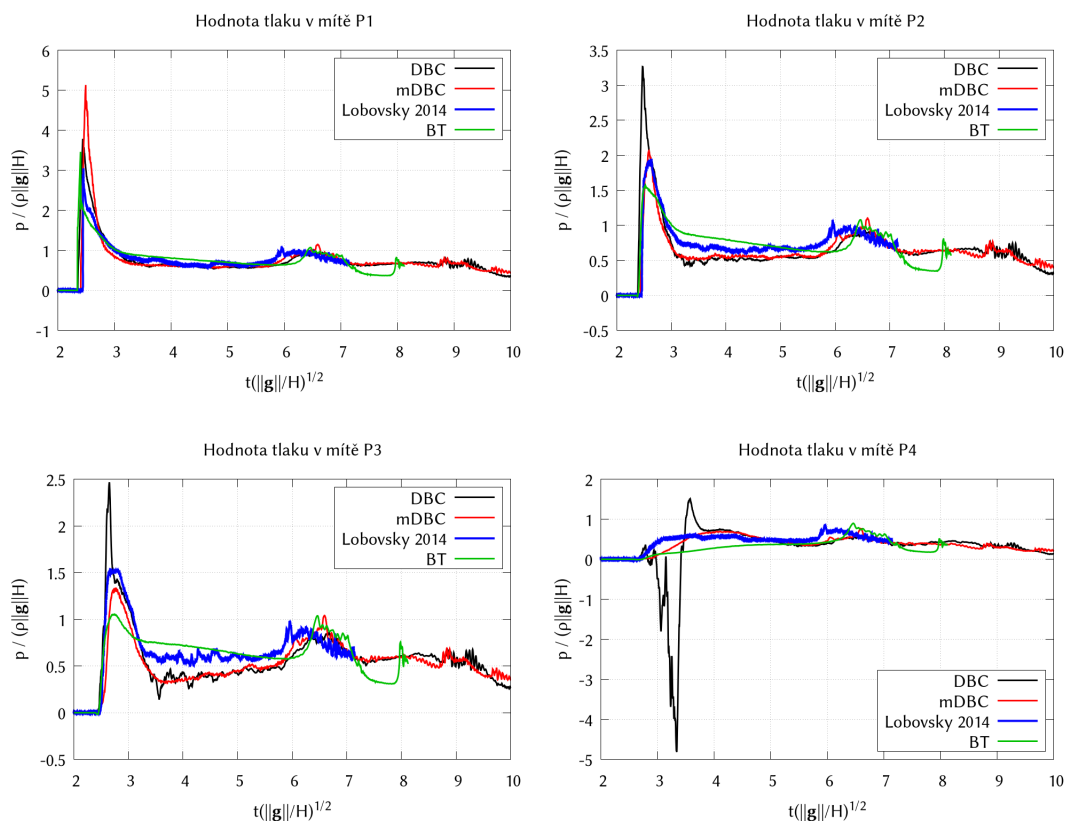 Hodnota tlaku v mítě P1
6
5
4
3
2
1
0
-1
p / (ρ||g||H)
DBC
mDBC
Lobovsky 2014
BT
2 3 4 5 6 7 8 9 10
t(||g||/H)^1/2
Hodnota tlaku v mítě P2
3.5
3
2.5
2
1.5
1
0.5
0
-0.5
p / (ρ||g||H)
DBC
mDBC
Lobovsky 2014
BT
2 3 4 5 6 7 8 9 10
t(||g||/H)^1/2
Hodnota tlaku v mítě P3
2.5
2
1.5
1
0.5
0
-0.5
p / (ρ||g||H)
DBC
mDBC
Lobovsky 2014
BT
2 3 4 5 6 7 8 9 10
t(||g||/H)^1/2
Hodnota tlaku v mítě P4
2
1
0
-1
-2
-3
-4
-5
p / (ρ||g||H)
DBC
mDBC
Lobovsky 2014
BT
2 3 4 5 6 7 8 9 10
t(||g||/H)^1/2